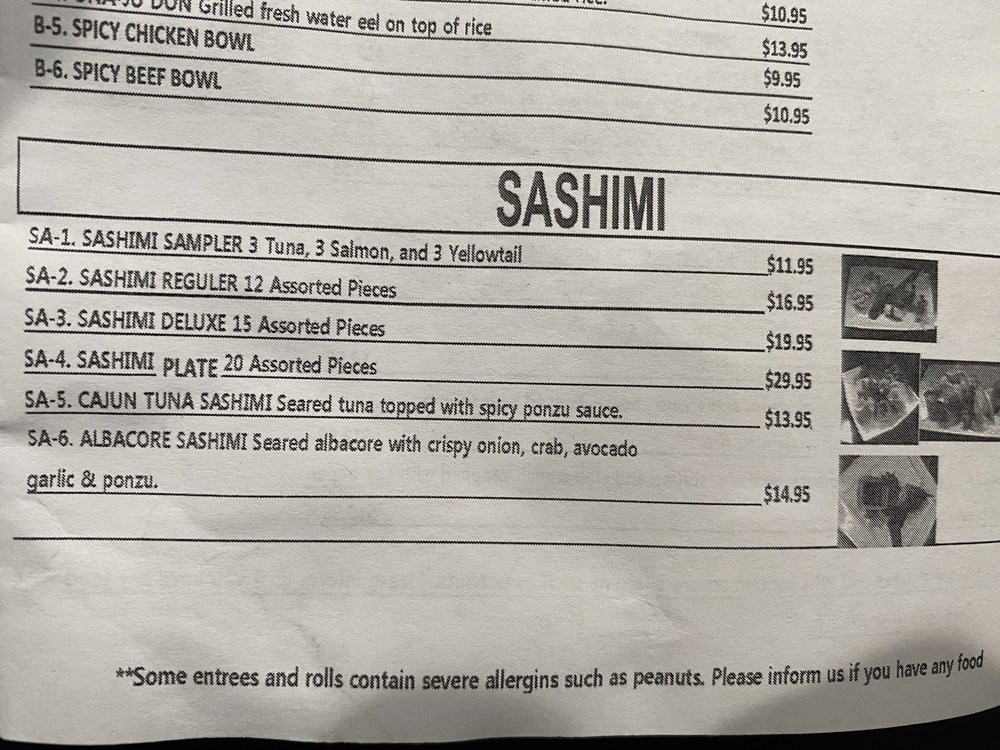 $10.95
DON Grilled fresh water eel on top of rice $13.95
B-5. SPICY CHICKEN BOWL $9.95
B-6. SPICY BEEF BOWL $10.95
SASHIMI
SA-1. SASHIMI SAMPLER 3 Tuna, 3 Salmon, and 3 Yellowtail $11.95
SA-2. SASHIMI REGULER 12 Assorted Pieces $16.95
SA-3. SASHIMI DELUXE 15 Assorted Pieces $19.95
SA-4. SASHIMI PLATE 20 Assorted Pieces $29.95
SA-5. CAJUN TUNA SASHIMI Seared tuna topped with spicy ponzu sauce. $13.95
SA-6. ALBACORE SASHIMI Seared albacore with crispy onion, crab, avocado
garlic & ponzu. $14.95
**Some entrees and rolls contain severe allergins such as peanuts. Please inform us if you have any food